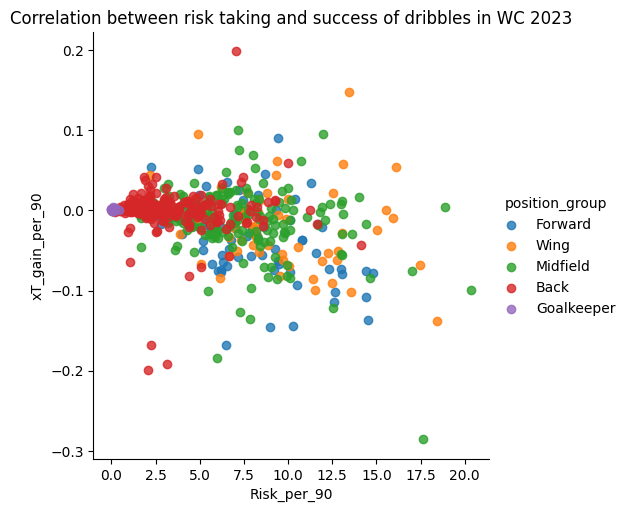 Correlation between risk taking and success of dribbles in WC 2023
0.2
0.1
0.0
−0.1
−0.2
−0.3
xT_gain_per_90
0.0 2.5 5.0 7.5 10.0 12.5 15.0 17.5 20.0
Risk_per_90
position_group
Forward
Wing
Midfield
Back
Goalkeeper